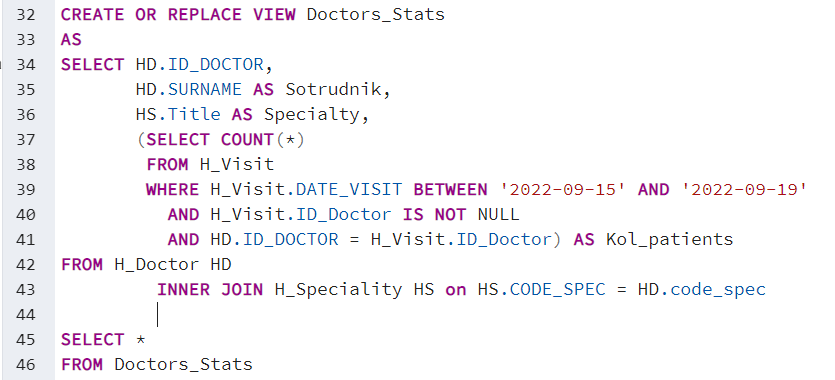 32 CREATE OR REPLACE VIEW Doctors_Stats
33 AS
34 SELECT HD.ID_DOCTOR,
35 HD.SURNAME AS Sotrudnik,
36 HS.Title AS Specialty,
37 (SELECT COUNT(*)
38 FROM H_Visit
39 WHERE H_Visit.DATE_VISIT BETWEEN '2022-09-15' AND '2022-09-19'
40 AND H_Visit.ID_Doctor IS NOT NULL
41 AND HD.ID_DOCTOR = H_Visit.ID_Doctor) AS Kol_patients
42 FROM H_Doctor HD
43 INNER JOIN H_Speciality HS on HS.CODE_SPEC = HD.code_spec
44
45 SELECT *
46 FROM Doctors_Stats